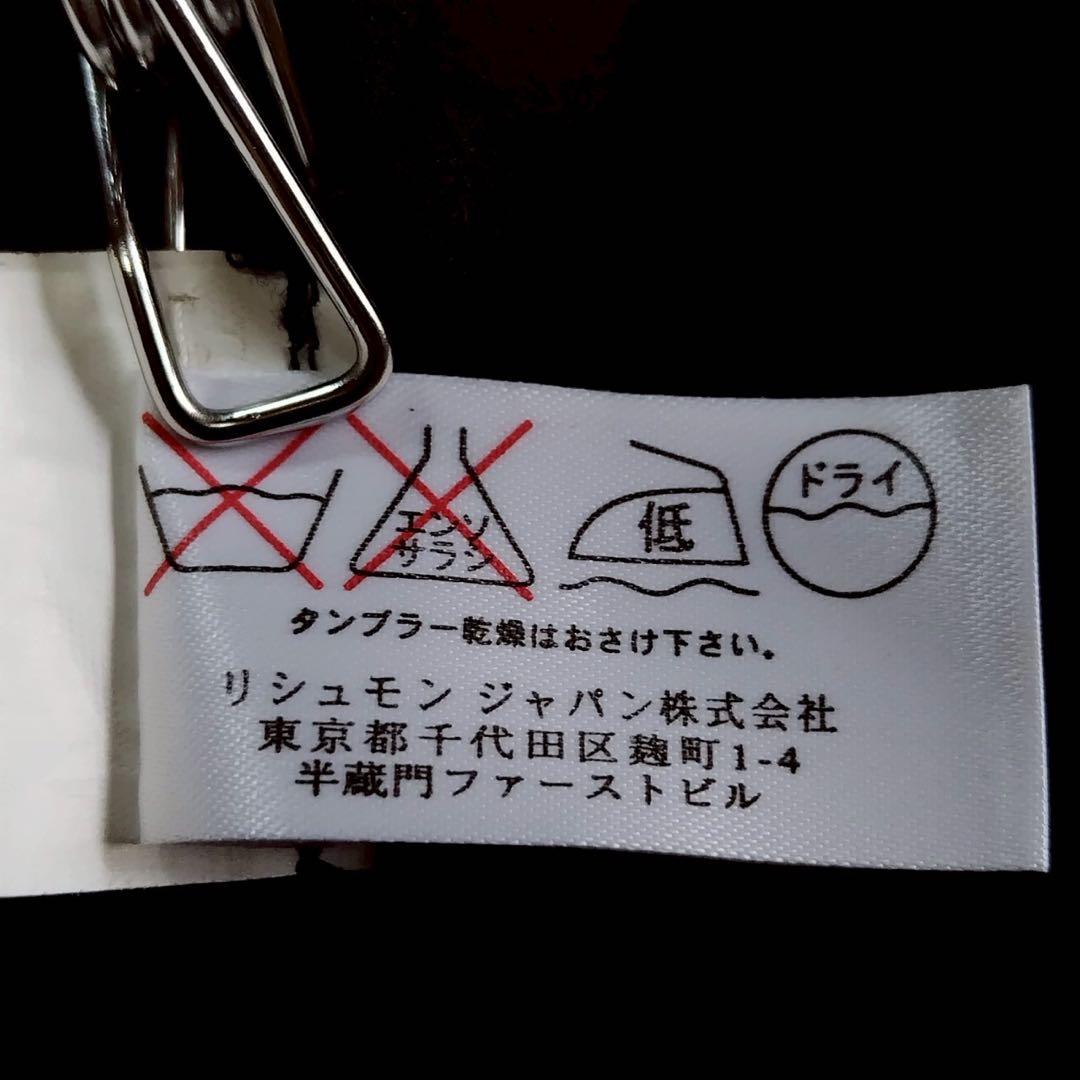 エンソ
サラシ
低
ドライ
タンブラー乾燥はおさけ下さい。
リシュモン ジャパン株式会社
東京都千代田区麹町1-4
半蔵門ファーストビル